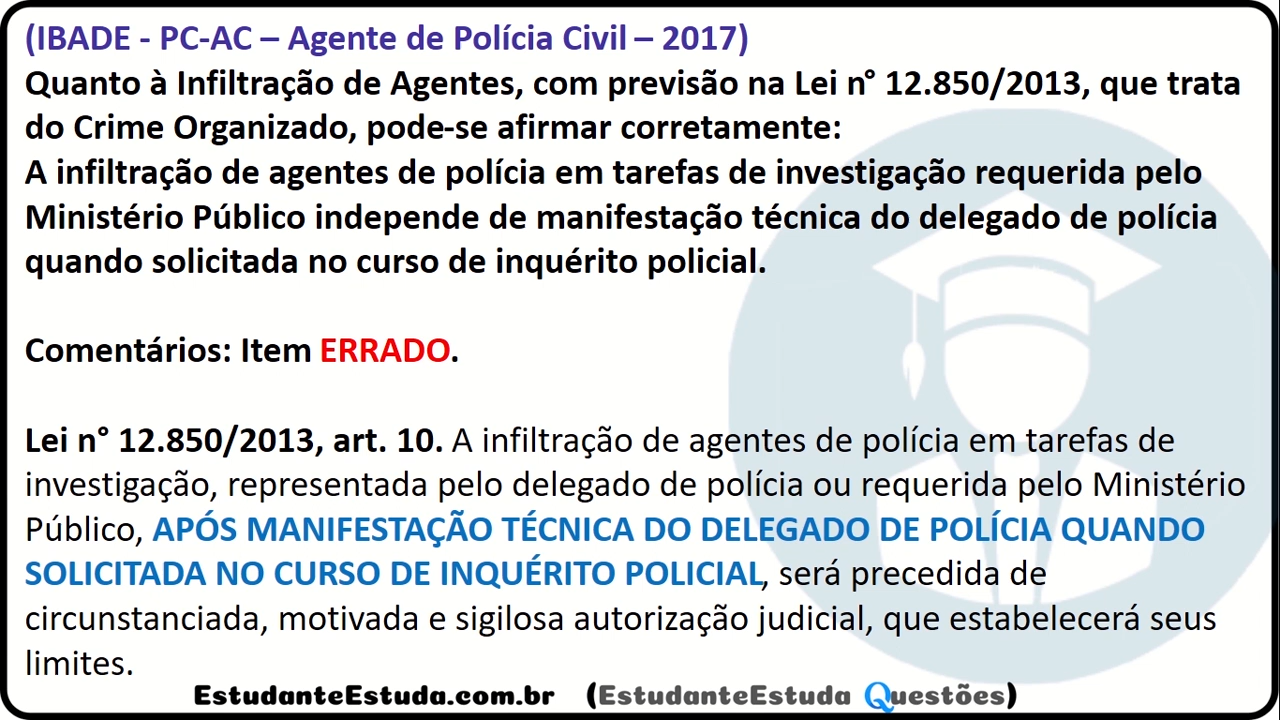 (IBADE - PC-AC – Agente de Polícia Civil – 2017)
Quanto à Infiltração de Agentes, com previsão na Lei n° 12.850/2013, que trata
do Crime Organizado, pode-se afirmar corretamente:
A infiltração de agentes de polícia em tarefas de investigação requerida pelo
Ministério Público independe de manifestação técnica do delegado de polícia
quando solicitada no curso de inquérito policial.
Comentários: Item ERRADO.
Lei n° 12.850/2013, art. 10. A infiltração de agentes de polícia em tarefas de
investigação, representada pelo delegado de polícia ou requerida pelo Ministério
Público, APÓS MANIFESTAÇÃO TÉCNICA DO DELEGADO DE POLÍCIA QUANDO
SOLICITADA NO CURSO DE INQUÉRITO POLICIAL, será precedida de
circunstanciada, motivada e sigilosa autorização judicial, que estabelecerá seus
limites.
EstudanteEstuda.com.br (EstudanteEstuda Questões)